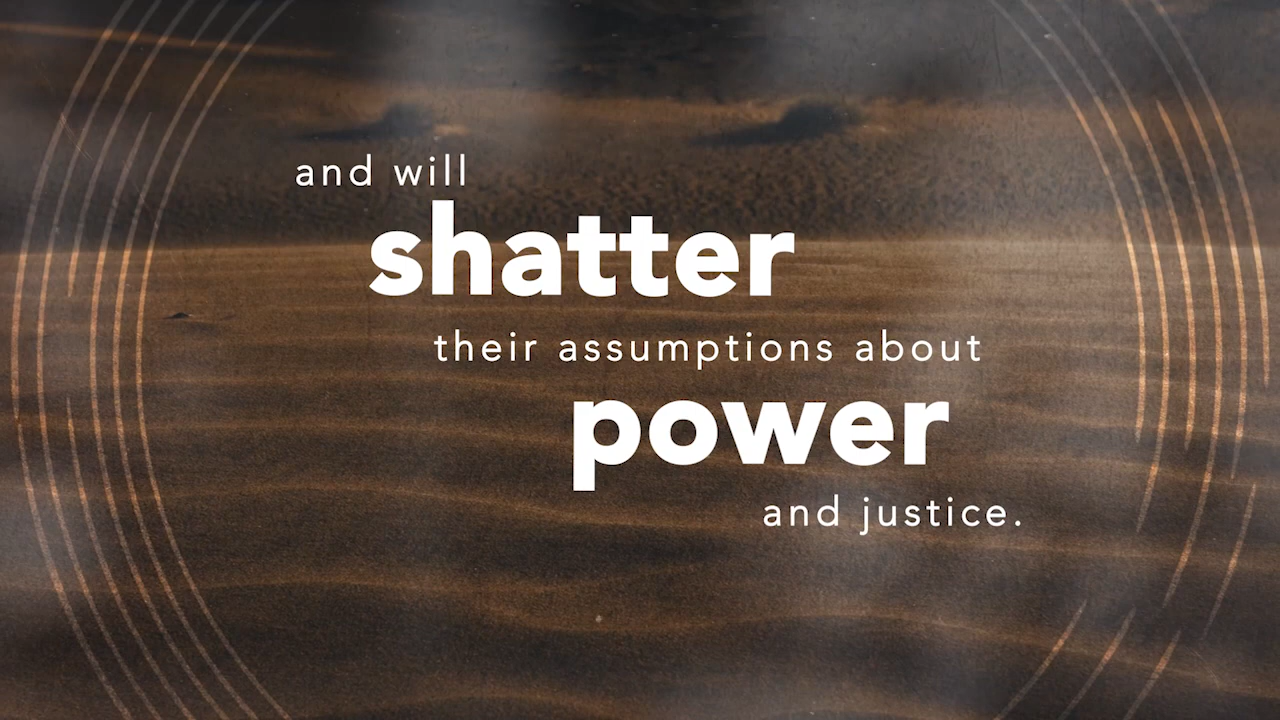 and will
shatter
their assumptions about
power
and justice.